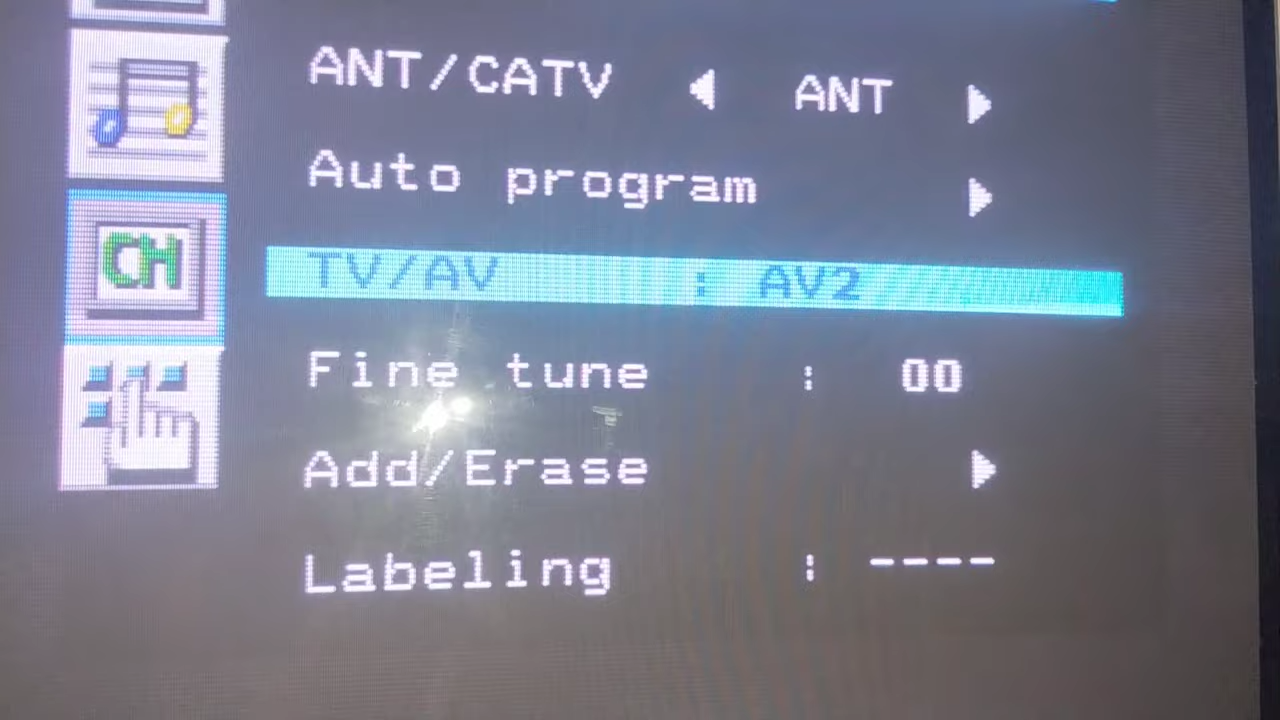 ANT/CATV ANT
Auto program
CH
TV/AV : AV2
Fine tune : 00
Add/Erase
Labeling : ----